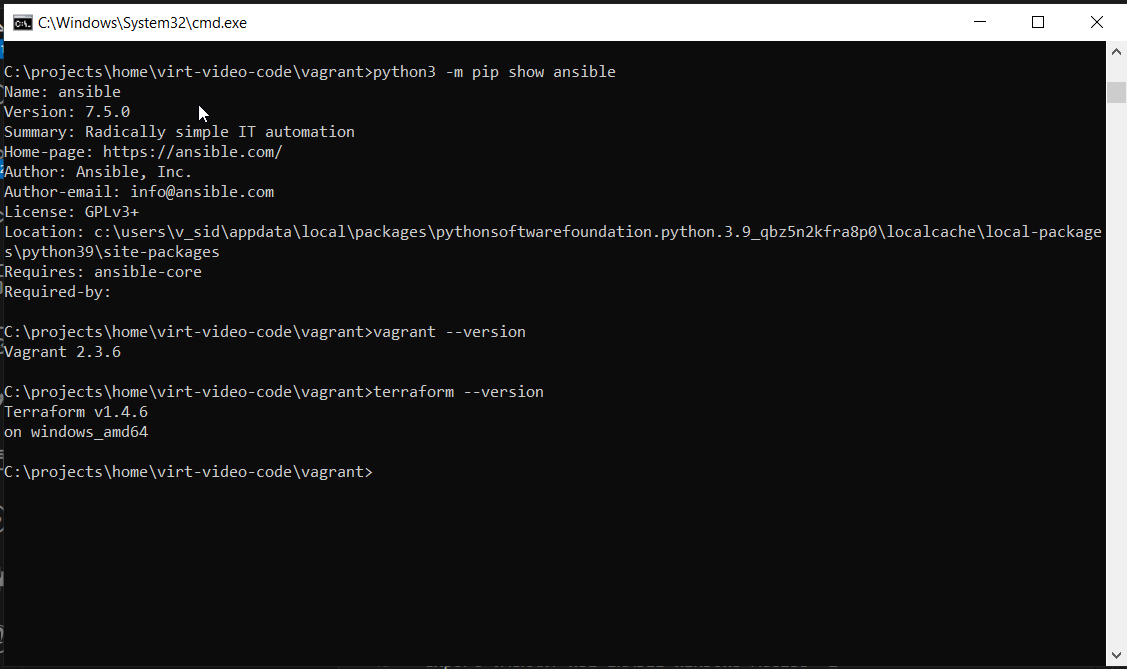 C:\Windows\System32\cmd.exe
C:\projects\home\virt-video-code\vagrant>python3 -m pip show ansible
Name: ansible
Version: 7.5.0
Summary: Radically simple IT automation
Home-page: https://ansible.com/
Author: Ansible, Inc.
Author-email: info@ansible.com
License: GPLv3+
Location: c:\users\v_sid\appdata\local\packages\pythonsoftwarefoundation.python.3.9_qbz5n2kfra8p0\localcache\local-package
s\python39\site-packages
Requires: ansible-core
Required-by:
C:\projects\home\virt-video-code\vagrant>vagrant --version
Vagrant 2.3.6
C:\projects\home\virt-video-code\vagrant>terraform --version
Terraform v1.4.6
on windows_amd64
C:\projects\home\virt-video-code\vagrant>